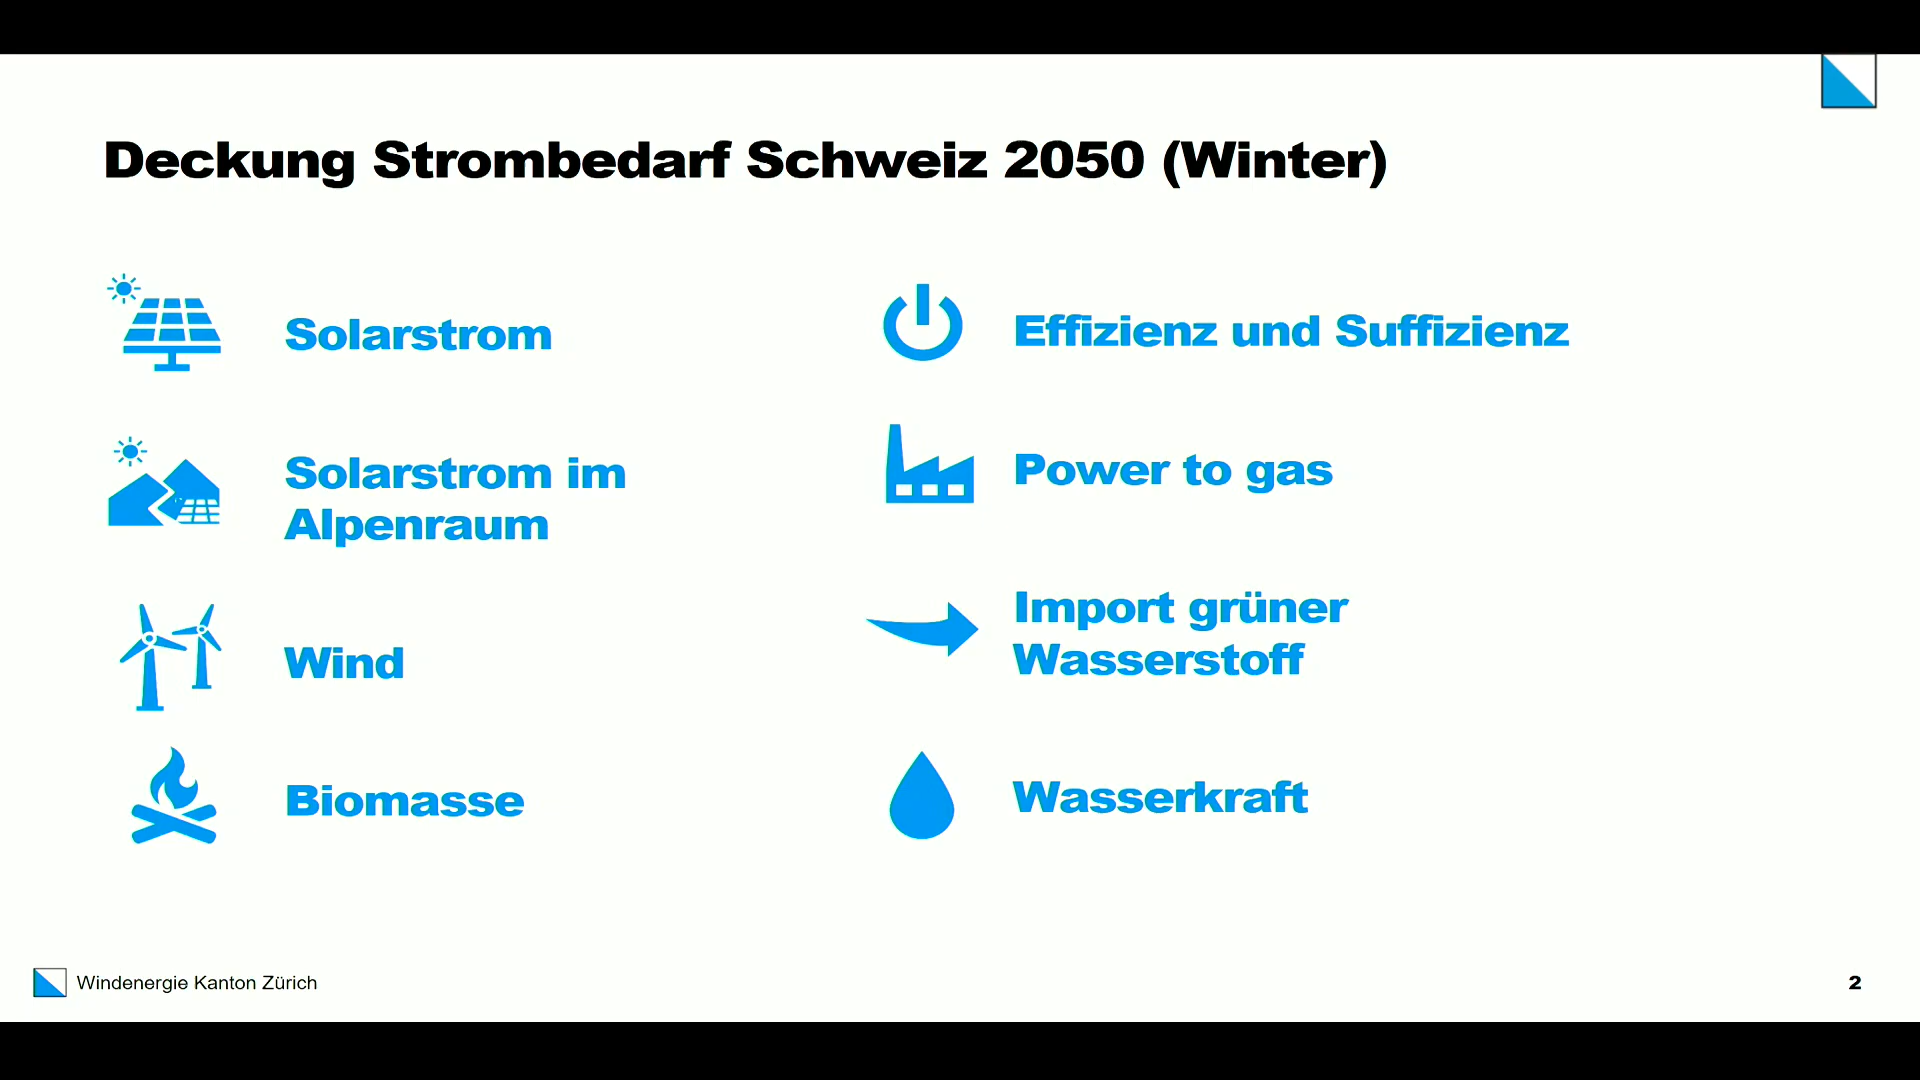 Deckung Strombedarf Schweiz 2050 (Winter)
Solarstrom
Solarstrom im
Alpenraum
Wind
Biomasse
Effizienz und Suffizienz
Power to gas
Import grüner
Wasserstoff
Wasserkraft
Windenergie Kanton Zürich
2